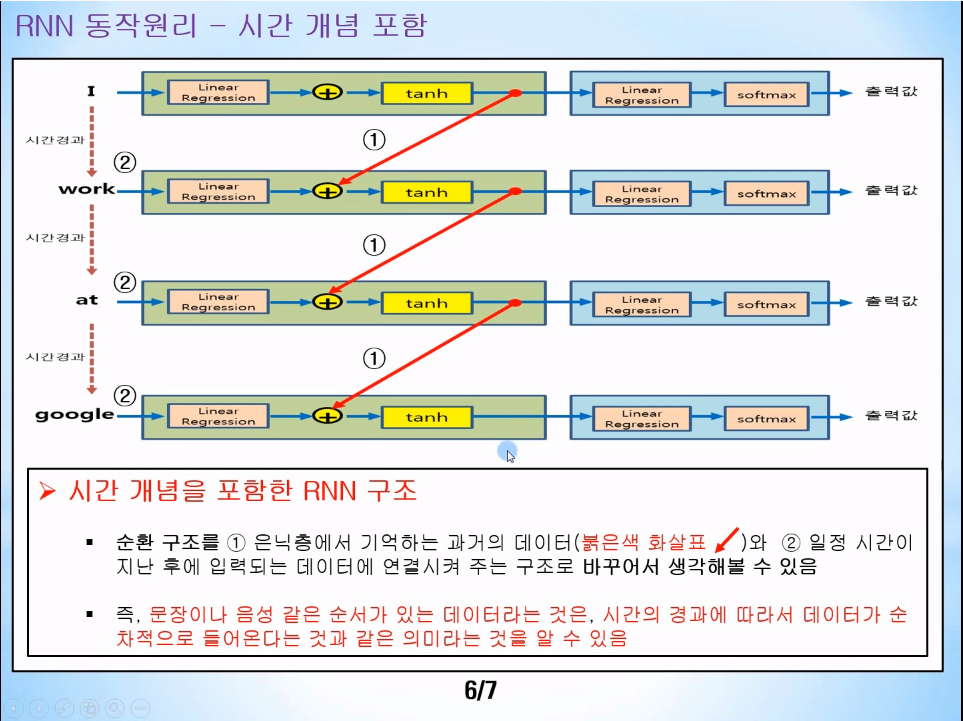 RNN 동작원리 – 시간 개념 포함
I
Linear
Regression
+
tanh
Linear
Regression
softmax
출력값
시간경과
①
②
work
Linear
Regression
+
tanh
Linear
Regression
softmax
출력값
시간경과
①
②
at
Linear
Regression
+
tanh
Linear
Regression
softmax
출력값
시간경과
①
②
google
Linear
Regression
+
tanh
Linear
Regression
softmax
출력값
➢ 시간 개념을 포함한 RNN 구조
▪ 순환 구조를 ① 은닉층에서 기억하는 과거의 데이터(붉은색 화살표 )와 ② 일정 시간이
지난 후에 입력되는 데이터에 연결시켜 주는 구조로 바꾸어서 생각해볼 수 있음
▪ 즉, 문장이나 음성 같은 순서가 있는 데이터라는 것은, 시간의 경과에 따라서 데이터가 순
차적으로 들어온다는 것과 같은 의미라는 것을 알 수 있음
6/7